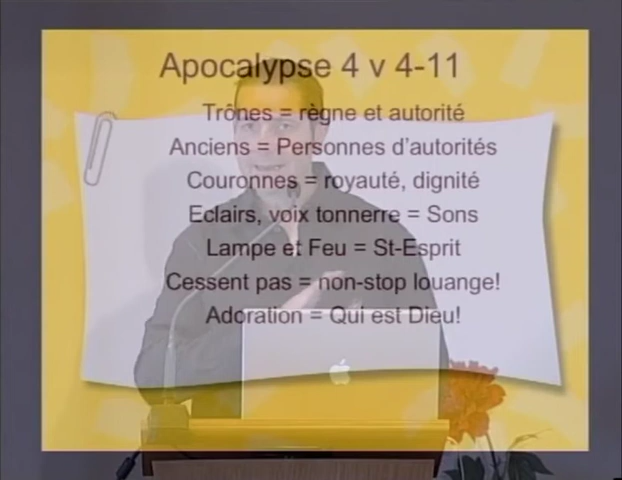 Apocalypse 4 v 4-11
Trônes = règne et autorité
Anciens = Personnes d'autorités
Couronnes = royauté, dignité
Eclairs, voix tonnerre = Sons
Lampe et Feu = St-Esprit
Cessent pas = non-stop louange!
Adoration = Qui est Dieu!